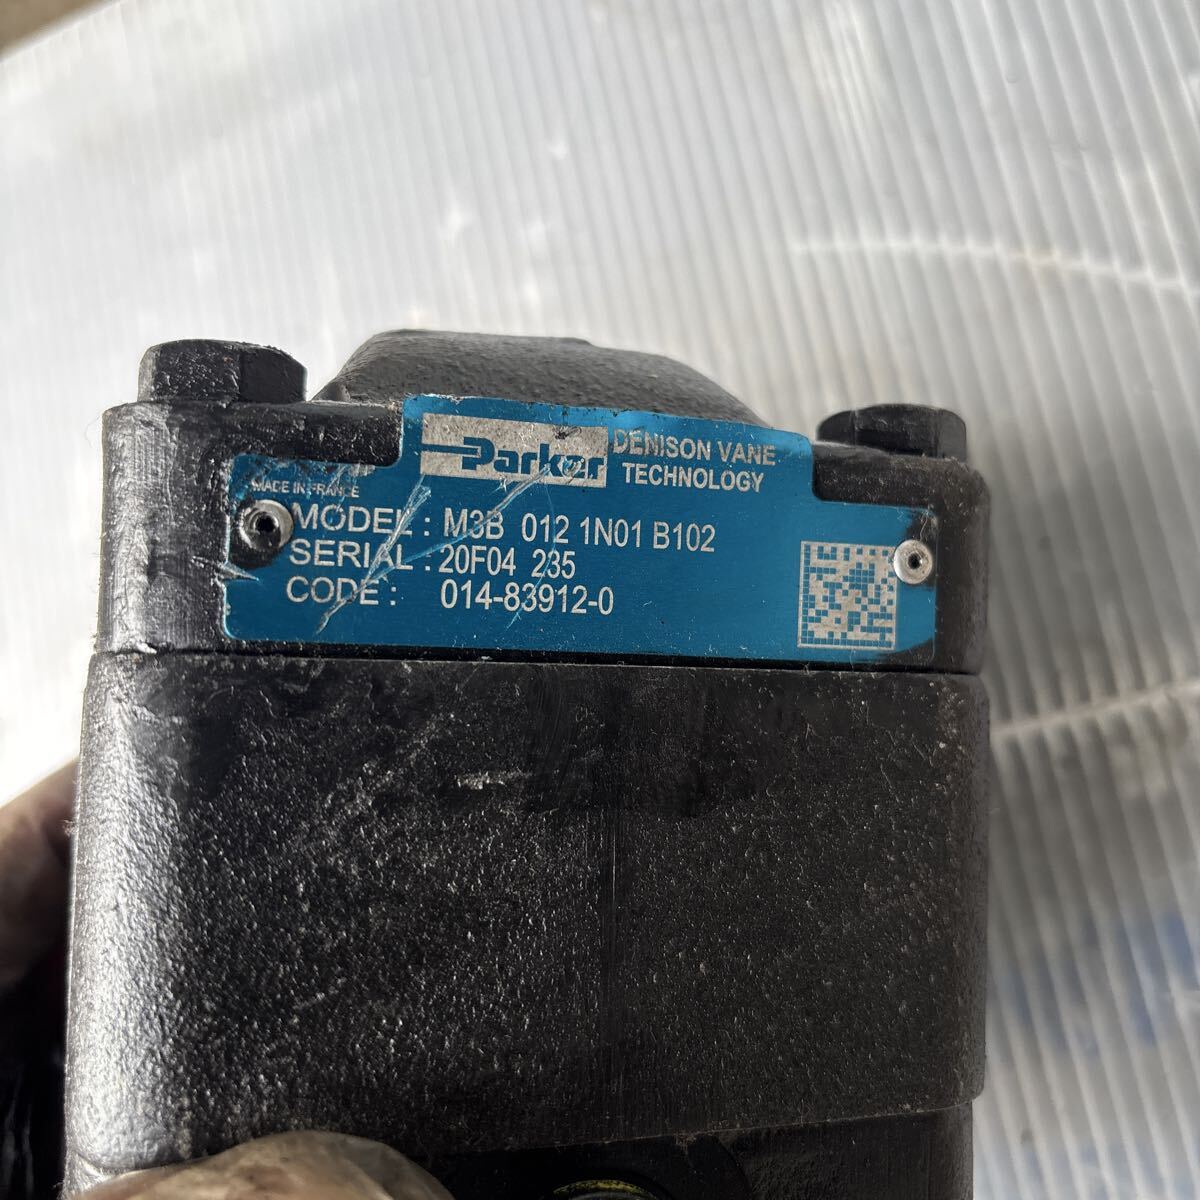 Parker
DENISON VANE
TECHNOLOGY
MADE IN FRANCE
MODEL : M3B 012 1N01 B102
SERIAL : 20F04 235
CODE : 014-83912-0